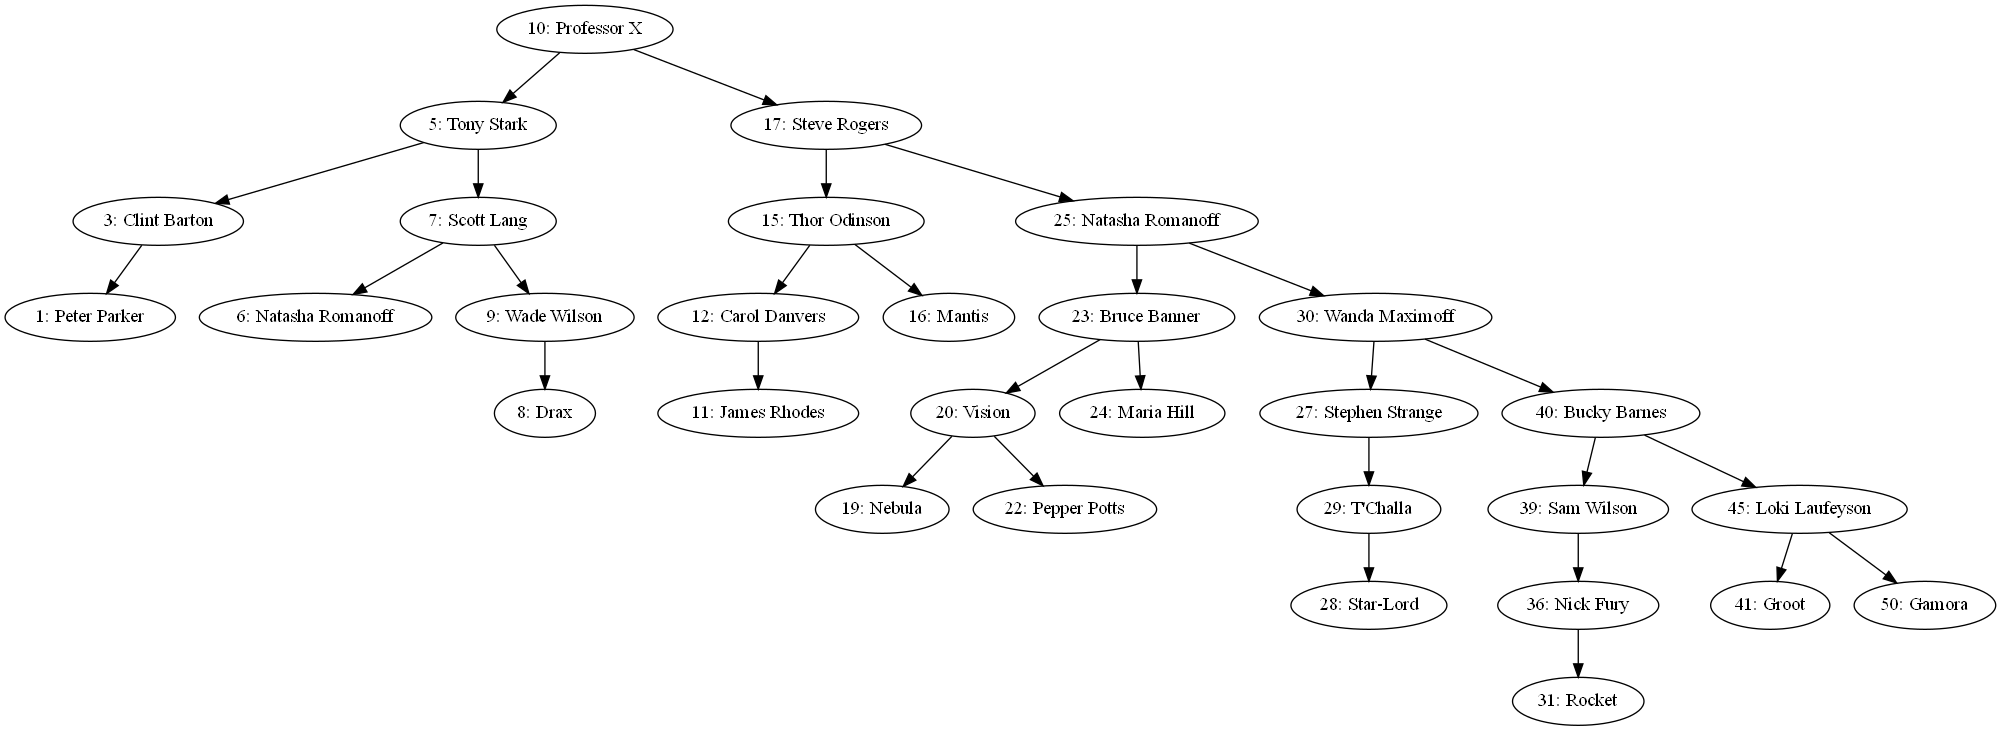 10: Professor X
5: Tony Stark
17: Steve Rogers
3: Clint Barton
7: Scott Lang
15: Thor Odinson
25: Natasha Romanoff
1: Peter Parker
6: Natasha Romanoff
9: Wade Wilson
12: Carol Danvers
16: Mantis
23: Bruce Banner
30: Wanda Maximoff
8: Drax
11: James Rhodes
20: Vision
24: Maria Hill
27: Stephen Strange
40: Bucky Barnes
19: Nebula
22: Pepper Potts
29: T'Challa
39: Sam Wilson
45: Loki Laufeyson
28: Star-Lord
36: Nick Fury
41: Groot
50: Gamora
31: Rocket